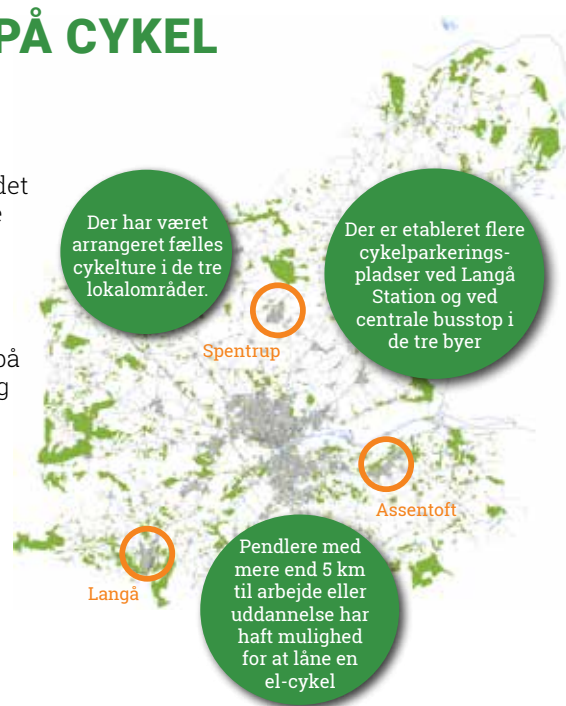 PÅ CYKEL
det
på
Der har været
arrangeret fælles
cykelture i de tre
lokalområder.
Der er etableret flere
cykelparkerings-
pladser ved Langå
Station og ved
centrale busstop i
de tre byer
Spentrup
Assentoft
Langå
Pendlere med
mere end 5 km
til arbejde eller
uddannelse har
haft mulighed
for at låne en
el-cykel